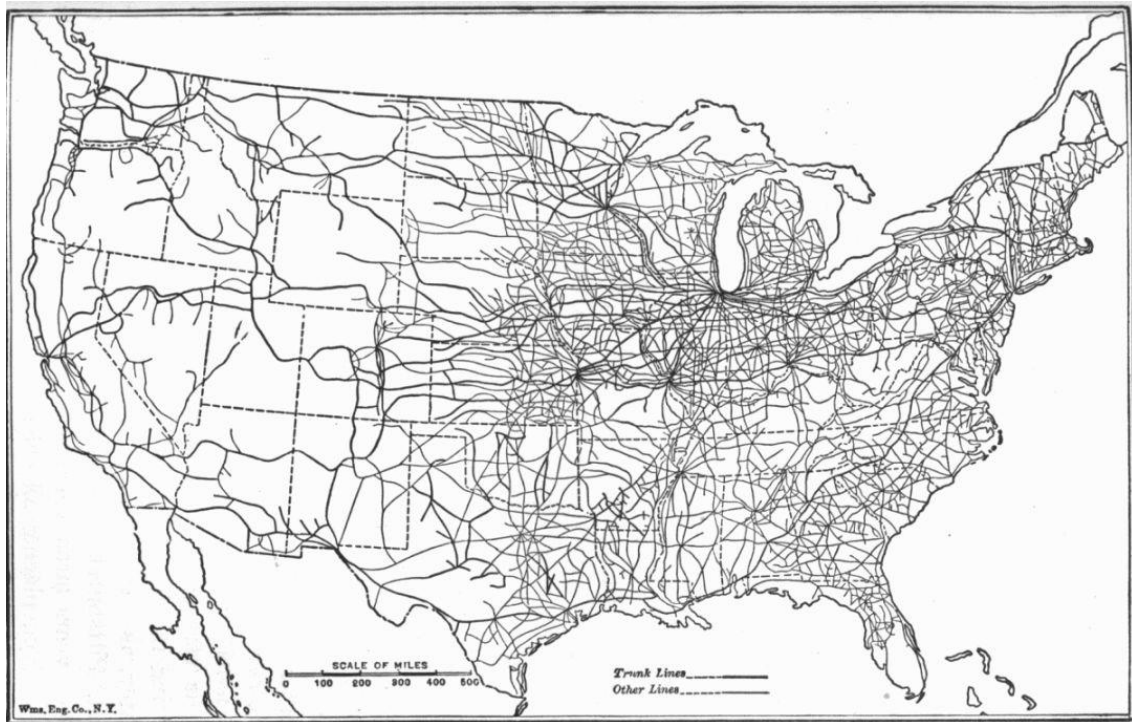 SCALE OF MILES
0 100 200 300 400 500
Trunk Lines
Other Lines
Wms. Eng. Co., N.Y.